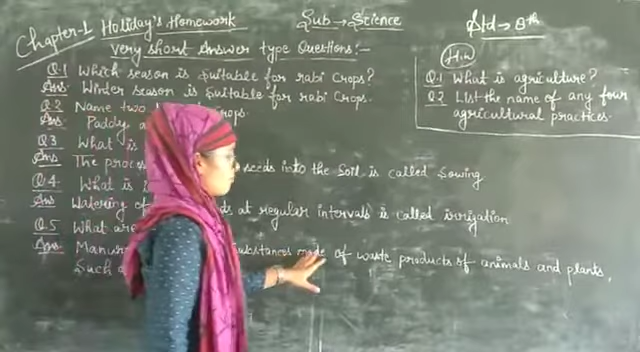 Chapter-1 Holiday's Homework
Sub → Science
Std → 8th
Very short Answer type Questions:-
Q.1 Which season is suitable for rabi Crops?
Ans Winter season is suitable for rabi Crops.
Q.2 Name two crops.
Ans Paddy a
Q.3 What is
Ans The proces seeds into the Soil is called Sowing
Q.4 What is
Ans Watering of at regular intervals is called irrigation
Q.5 What are
Ans Manur substances made of waste products of animals and plants,
Such a
H.W
Q.1 What is agriculture?
Q.2 List the name of any four
agricultural practices.